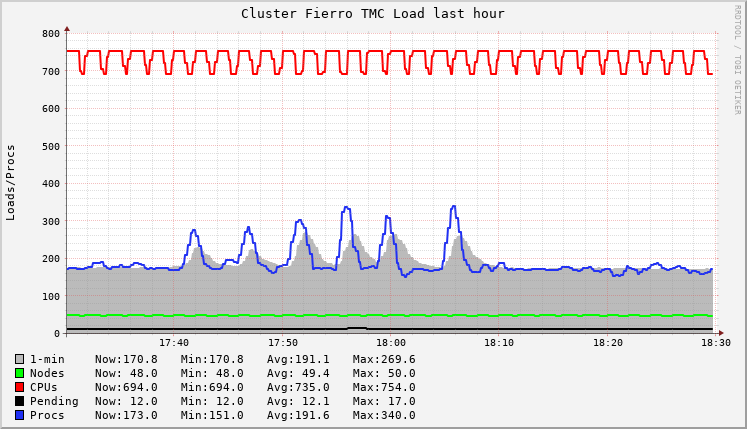 Cluster Fierro TMC Load last hour
RRDTOOL / TOBI OETIKER
Loads/Procs
800
700
600
500
400
300
200
100
0
17:40 17:50 18:00 18:10 18:20 18:30
1-min Now:170.8 Min:170.8 Avg:191.1 Max:269.6
Nodes Now: 48.0 Min: 48.0 Avg: 49.4 Max: 50.0
CPUs Now:694.0 Min:694.0 Avg:735.0 Max:754.0
Pending Now: 12.0 Min: 12.0 Avg: 12.1 Max: 17.0
Procs Now:173.0 Min:151.0 Avg:191.6 Max:340.0